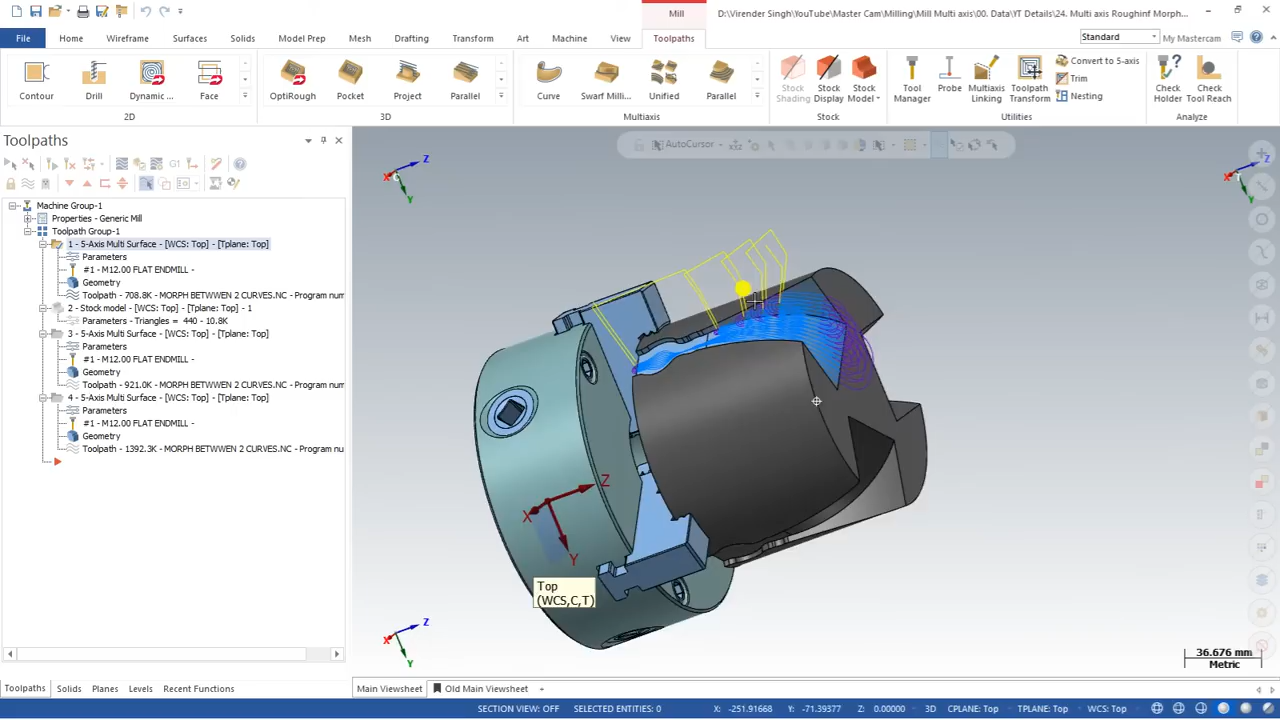 Mill
D:\Virender Singh\YouTube\Master Cam\Milling\Mill Multi axis\00. Data\YT Details\24. Multi axis Roughinf Morph...
File
Home
Wireframe
Surfaces
Solids
Model Prep
Mesh
Drafting
Transform
Art
Machine
View
Toolpaths
Standard
My Mastercam
Contour
Drill
Dynamic ...
Face
2D
OptiRough
Pocket
Project
Parallel
3D
Curve
Swarf Milli...
Unified
Parallel
Multiaxis
Stock Shading
Stock Display
Stock Model
Stock
Tool Manager
Probe
Multiaxis Linking
Toolpath Transform
Convert to 5-axis
Trim
Nesting
Utilities
Check Holder
Check Tool Reach
Analyze
Toolpaths
G1
AutoCursor
Machine Group-1
Properties - Generic Mill
Toolpath Group-1
1 - 5-Axis Multi Surface - [WCS: Top] - [Tplane: Top]
Parameters
#1 - M12.00 FLAT ENDMILL -
Geometry
Toolpath - 708.8K - MORPH BETWWEN 2 CURVES.NC - Program num
2 - Stock model - [WCS: Top] - [Tplane: Top] - 1
Parameters - Triangles = 440 - 10.8K
3 - 5-Axis Multi Surface - [WCS: Top] - [Tplane: Top]
Parameters
#1 - M12.00 FLAT ENDMILL -
Geometry
Toolpath - 921.0K - MORPH BETWWEN 2 CURVES.NC - Program num
4 - 5-Axis Multi Surface - [WCS: Top] - [Tplane: Top]
Parameters
#1 - M12.00 FLAT ENDMILL -
Geometry
Toolpath - 1392.3K - MORPH BETWWEN 2 CURVES.NC - Program nu
Z
X
Y
Z
X
Y
Z
X
Y
Top
(WCS,C,T)
Z
X
Y
36.676 mm
Metric
Toolpaths
Solids
Planes
Levels
Recent Functions
Main Viewsheet
Old Main Viewsheet
+
SECTION VIEW: OFF
SELECTED ENTITIES: 0
X: -251.91668
Y: -71.39377
Z: 0.00000
3D
CPLANE: Top
TPLANE: Top
WCS: Top